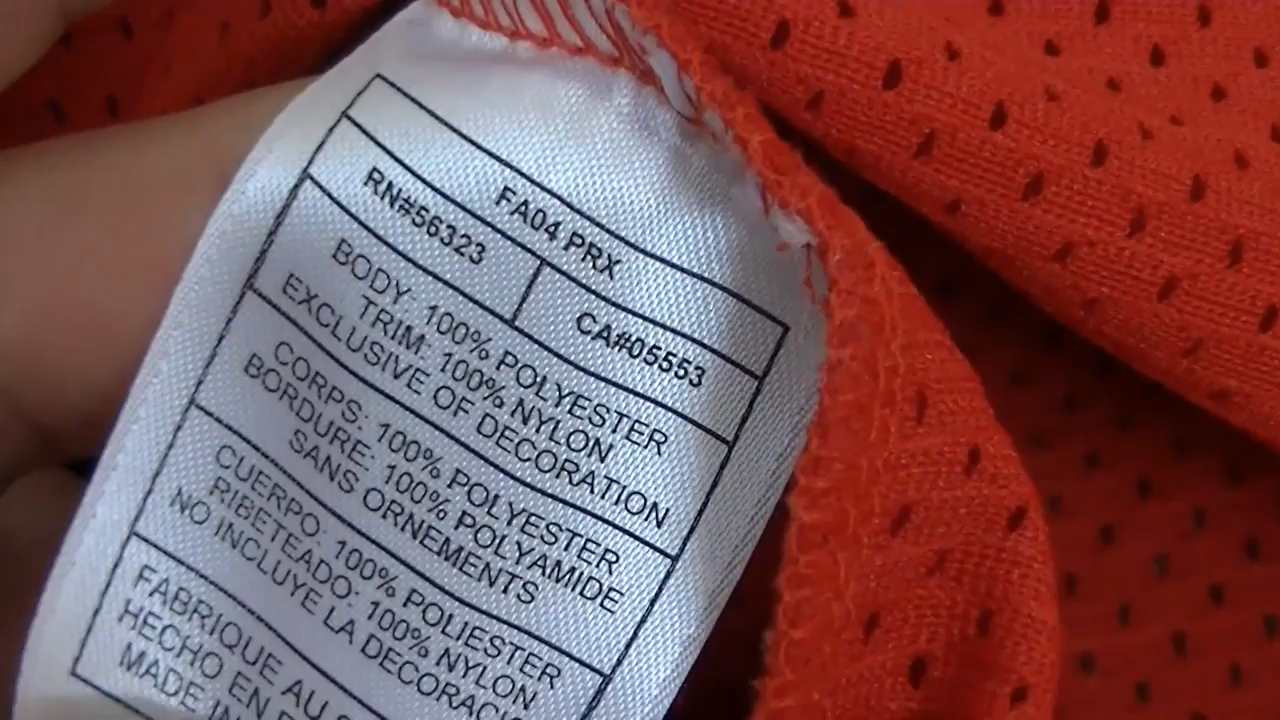 FA04 PRX
RN#56323 CA#05553
BODY: 100% POLYESTER
TRIM: 100% NYLON
EXCLUSIVE OF DECORATION
CORPS: 100% POLYESTER
BORDURE: 100% POLYAMIDE
SANS ORNEMENTS
CUERPO: 100% POLIESTER
RIBETEADO: 100% NYLON
NO INCLUYE LA
FABRIQUE AU
HECHO EN
MADE IN